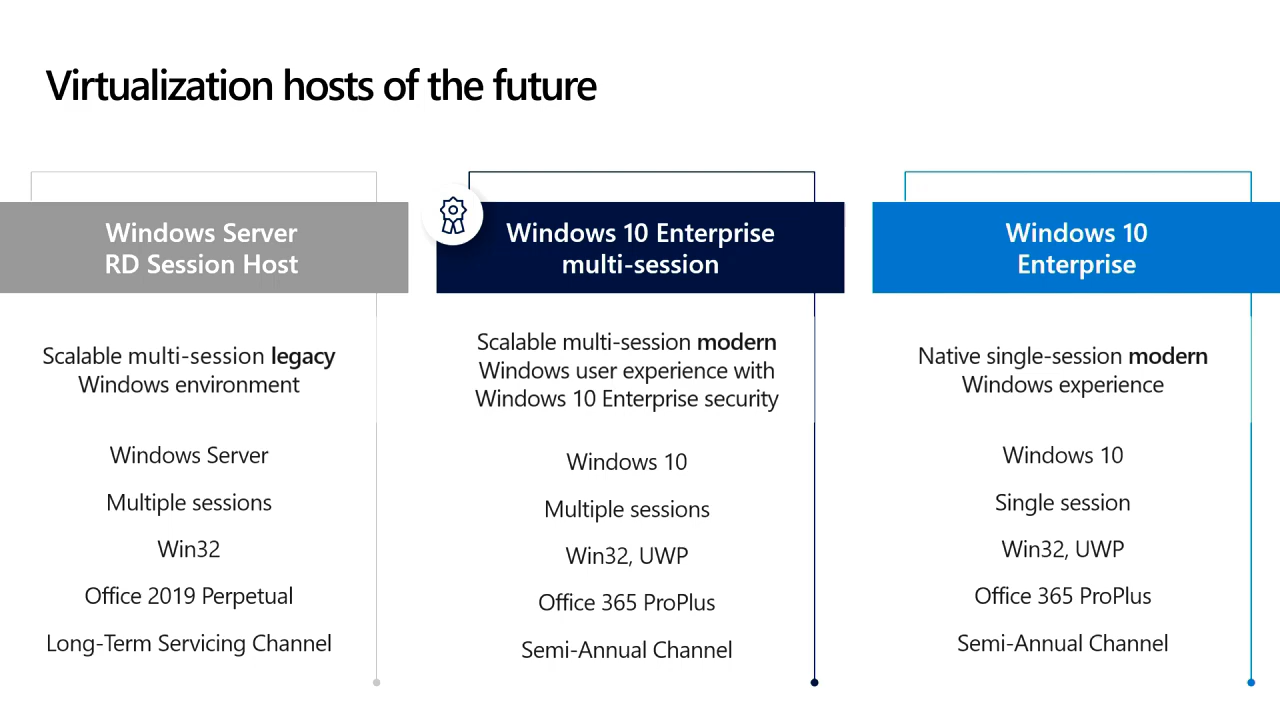 Virtualization hosts of the future
Windows Server
RD Session Host
Scalable multi-session legacy
Windows environment
Windows Server
Multiple sessions
Win32
Office 2019 Perpetual
Long-Term Servicing Channel
Windows 10 Enterprise
multi-session
Scalable multi-session modern
Windows user experience with
Windows 10 Enterprise security
Windows 10
Multiple sessions
Win32, UWP
Office 365 ProPlus
Semi-Annual Channel
Windows 10
Enterprise
Native single-session modern
Windows experience
Windows 10
Single session
Win32, UWP
Office 365 ProPlus
Semi-Annual Channel